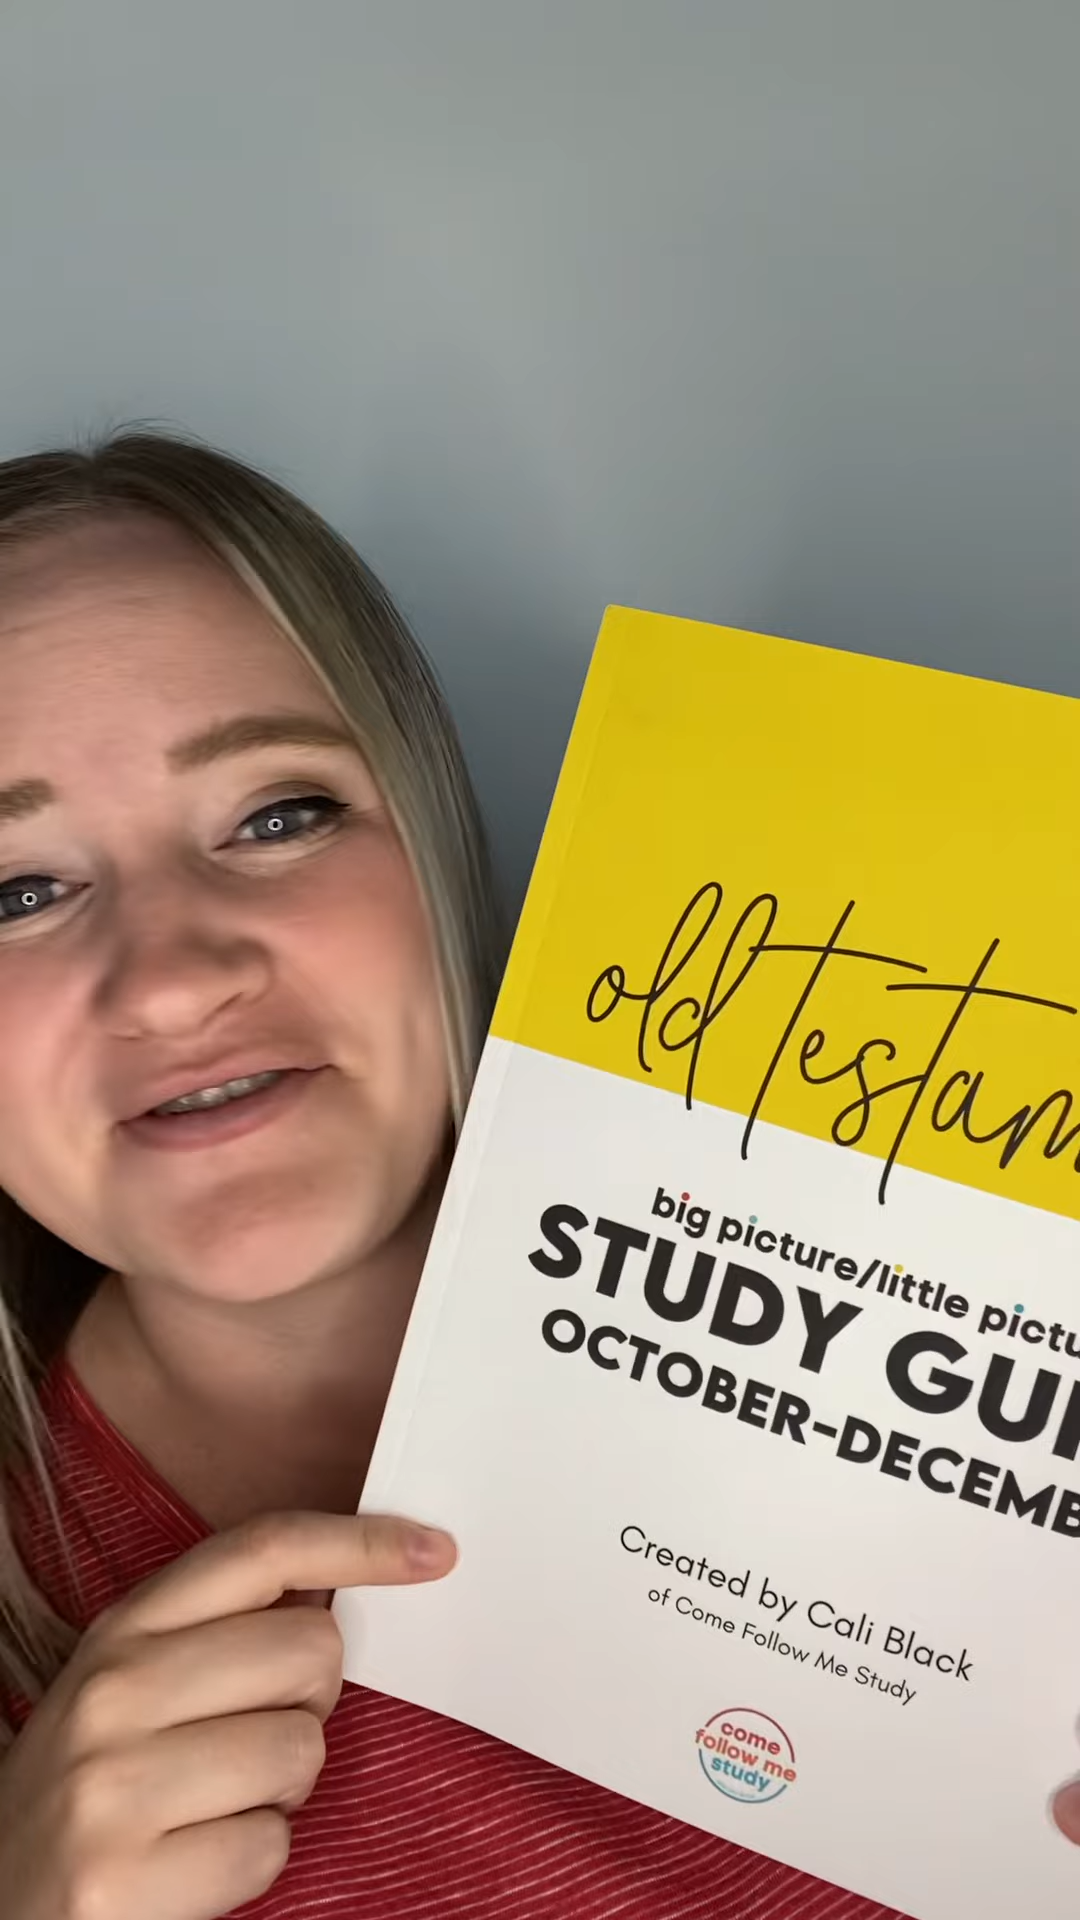 old testam
big picture/little pictu
STUDY GUI
OCTOBER-DECEMB
Created by Cali Black
of Come Follow Me Study
come
follow me
study